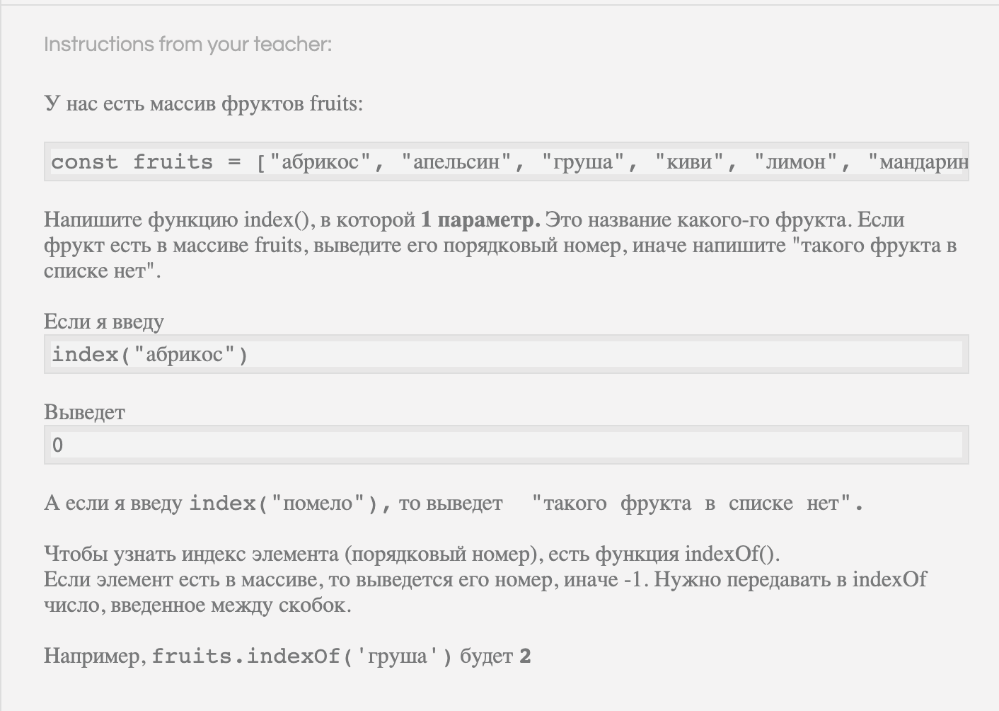 Instructions from your teacher:
У нас есть массив фруктов fruits:
const fruits = ["абрикос", "апельсин", "груша", "киви", "лимон", "мандарин
Напишите функцию index(), в которой 1 параметр. Это название какого-го фрукта. Если
фрукт есть в массиве fruits, выведите его порядковый номер, иначе напишите "такого фрукта в
списке нет".
Если я введу
index("абрикос")
Выведет
0
А если я введу index("помело"), то выведет "такого фрукта в списке нет".
Чтобы узнать индекс элемента (порядковый номер), есть функция indexOf().
Если элемент есть в массиве, то выведется его номер, иначе -1. Нужно передавать в indexOf
число, введенное между скобок.
Например, fruits.indexOf('груша') будет 2